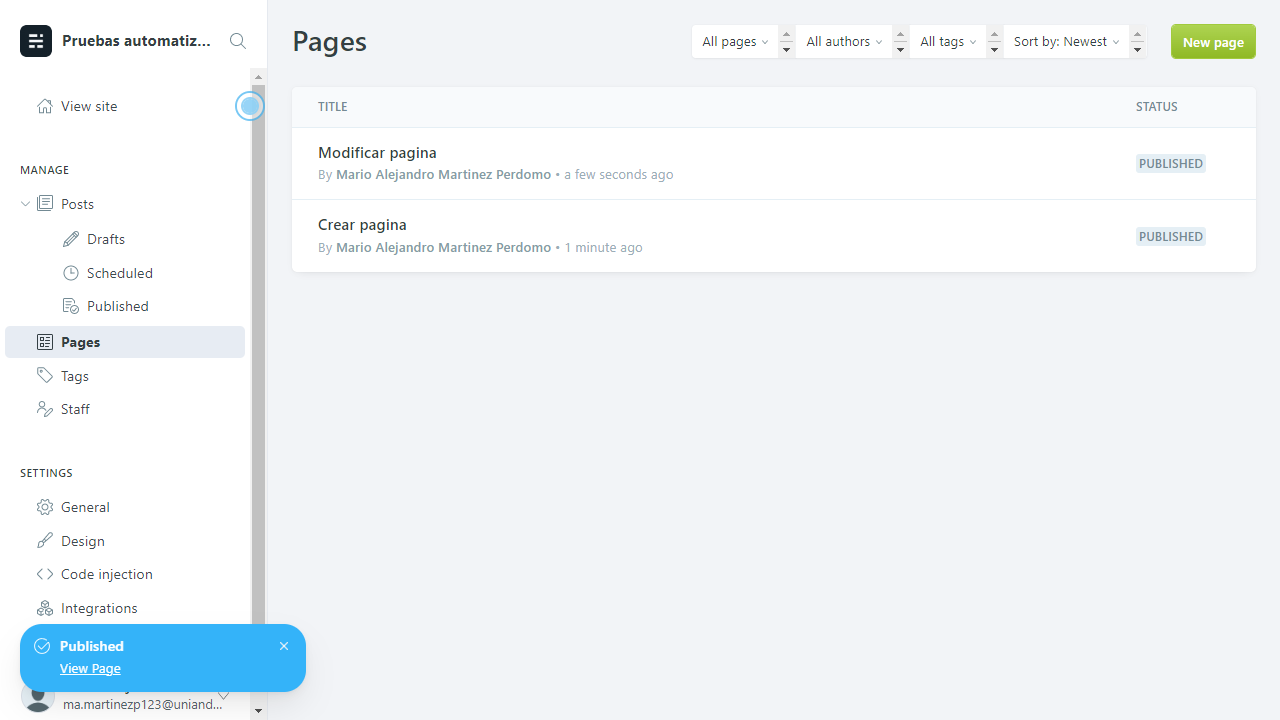 Pruebas automatiz...
View site
MANAGE
Posts
Drafts
Scheduled
Published
Pages
Tags
Staff
SETTINGS
General
Design
Code injection
Integrations
Published
View Page
ma.martinezp123@uniand...
Pages
All pages
All authors
All tags
Sort by: Newest
New page
TITLE
STATUS
Modificar pagina
By Mario Alejandro Martinez Perdomo • a few seconds ago
PUBLISHED
Crear pagina
By Mario Alejandro Martinez Perdomo • 1 minute ago
PUBLISHED